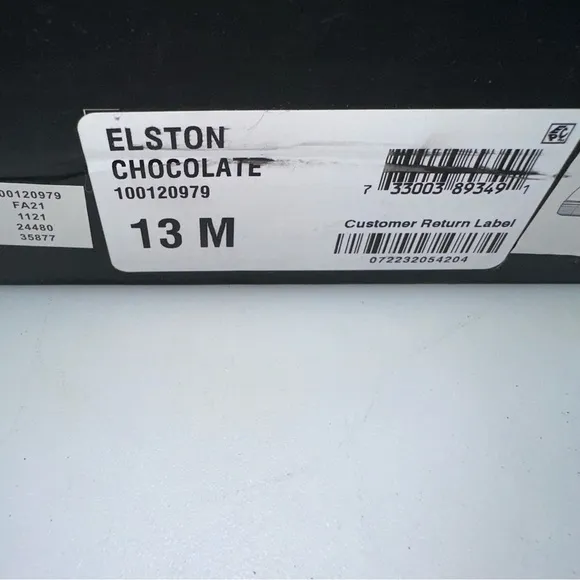 ELSTON
CHOCOLATE
100120979
13 M
7 33003 89349 1
Customer Return Label
072232054204
00120979
FA21
1121
24480
35877